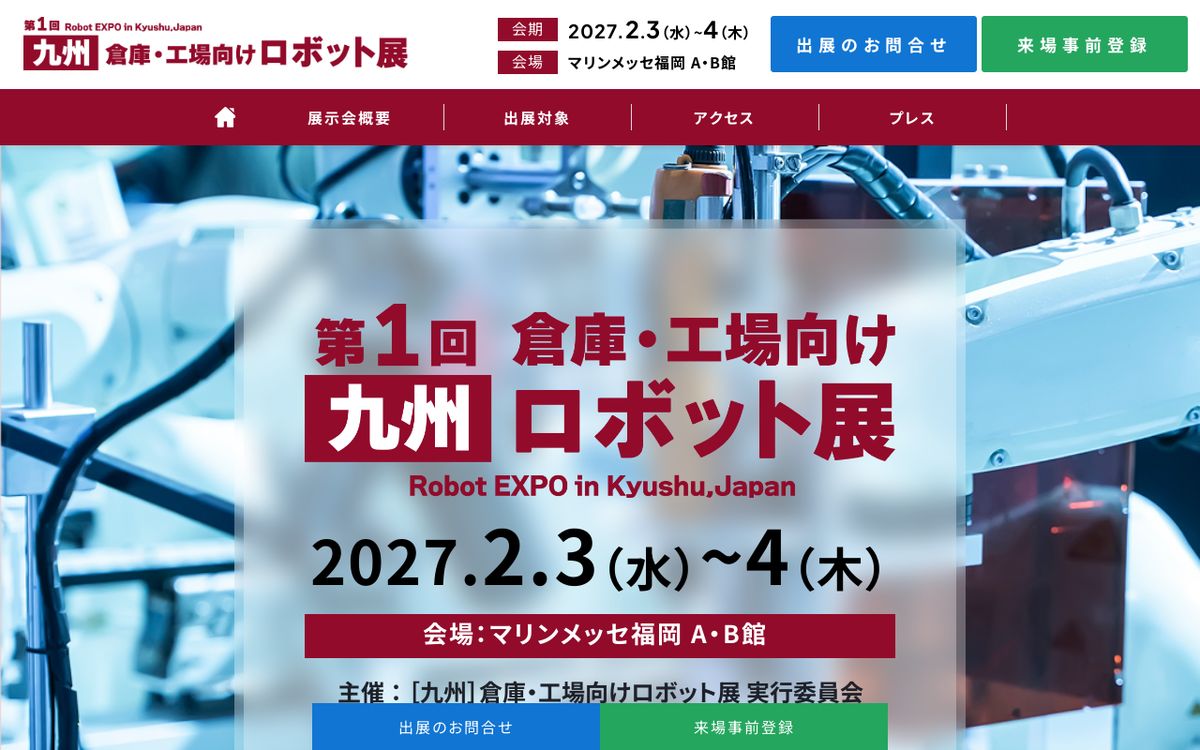 第1回 Robot EXPO in Kyushu,Japan
九州 倉庫・工場向け ロボット展
会期 2027.2.3(水)~4(木)
会場 マリンメッセ福岡 A・B館
出展のお問合せ
来場事前登録
展示会概要
出展対象
アクセス
プレス
第1回 倉庫・工場向け
九州 ロボット展
Robot EXPO in Kyushu,Japan
2027.2.3(水)~4(木)
会場:マリンメッセ福岡 A・B館
主催:[九州]倉庫・工場向けロボット展 実行委員会
出展のお問合せ
来場事前登録